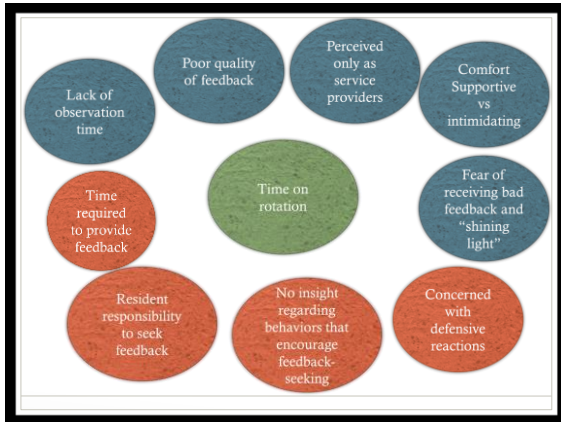 Lack of
observation
time
Poor quality
of feedback
Perceived
only as
service
providers
Comfort
Supportive
vs
intimidating
Time
required
to provide
feedback
Time on
rotation
Fear of
receiving bad
feedback and
“shining
light”
Resident
responsibility
to seek
feedback
No insight
regarding
behaviors that
encourage
feedback-
seeking
Concerned
with
defensive
reactions